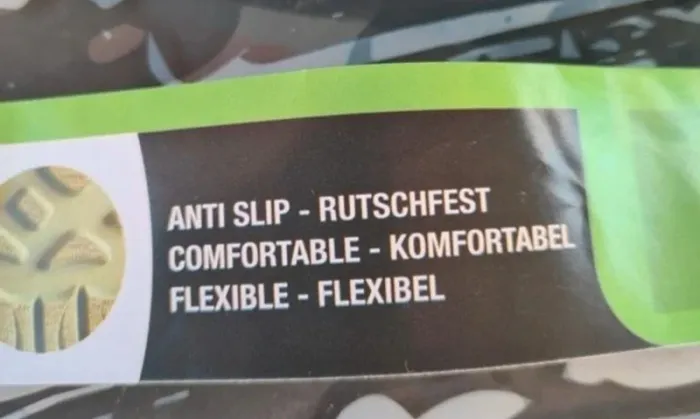 ANTI SLIP - RUTSCHFEST
COMFORTABLE - KOMFORTABEL
FLEXIBLE - FLEXIBEL